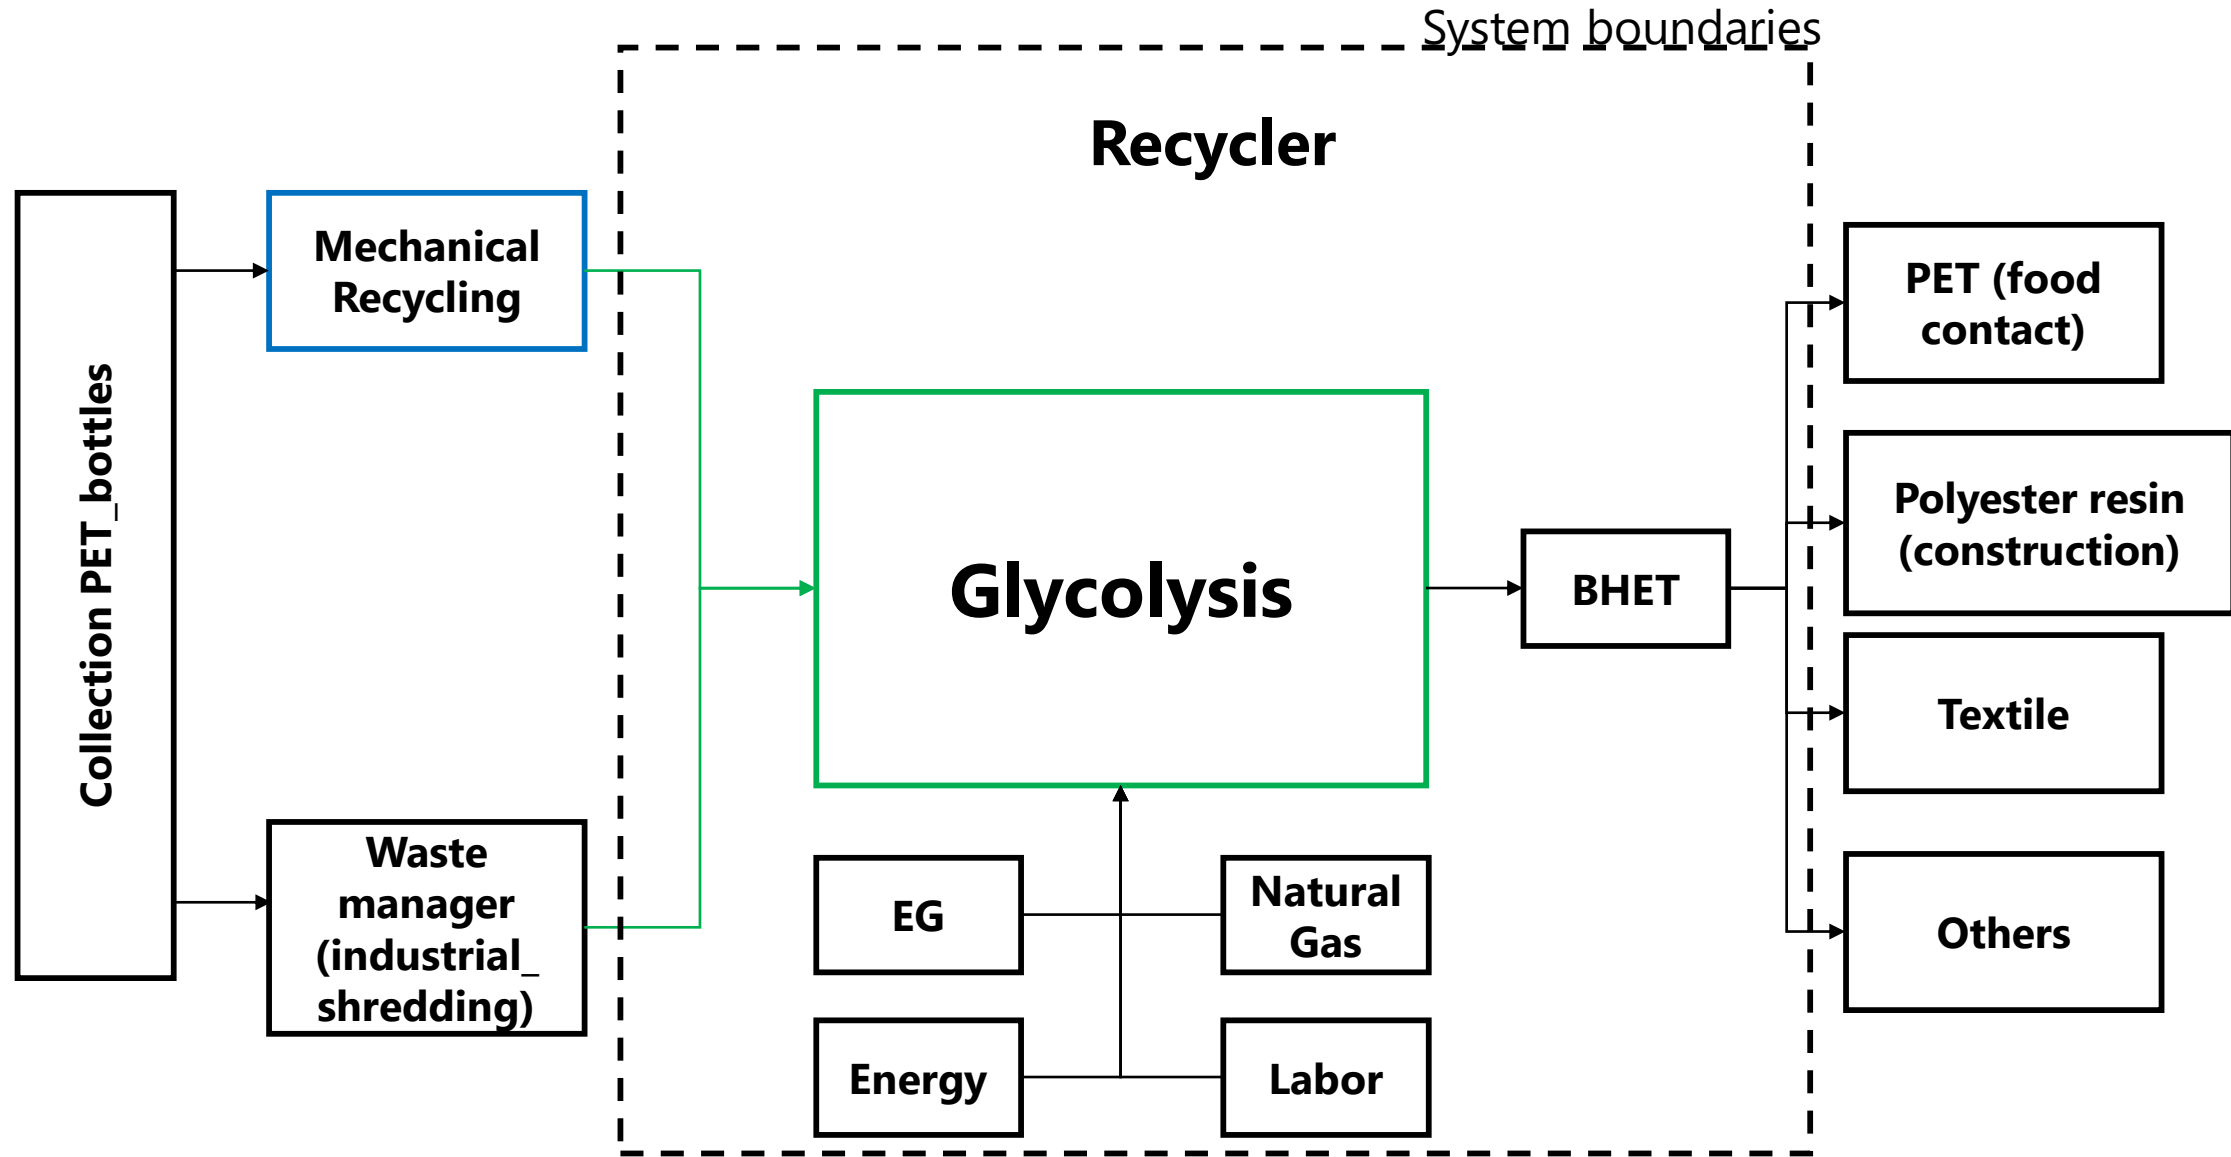 System boundaries
Recycler
Collection PET_bottles
Mechanical
Recycling
Waste
manager
(industrial_
shredding)
Glycolysis
EG
Natural
Gas
Energy
Labor
BHET
PET (food
contact)
Polyester resin
(construction)
Textile
Others